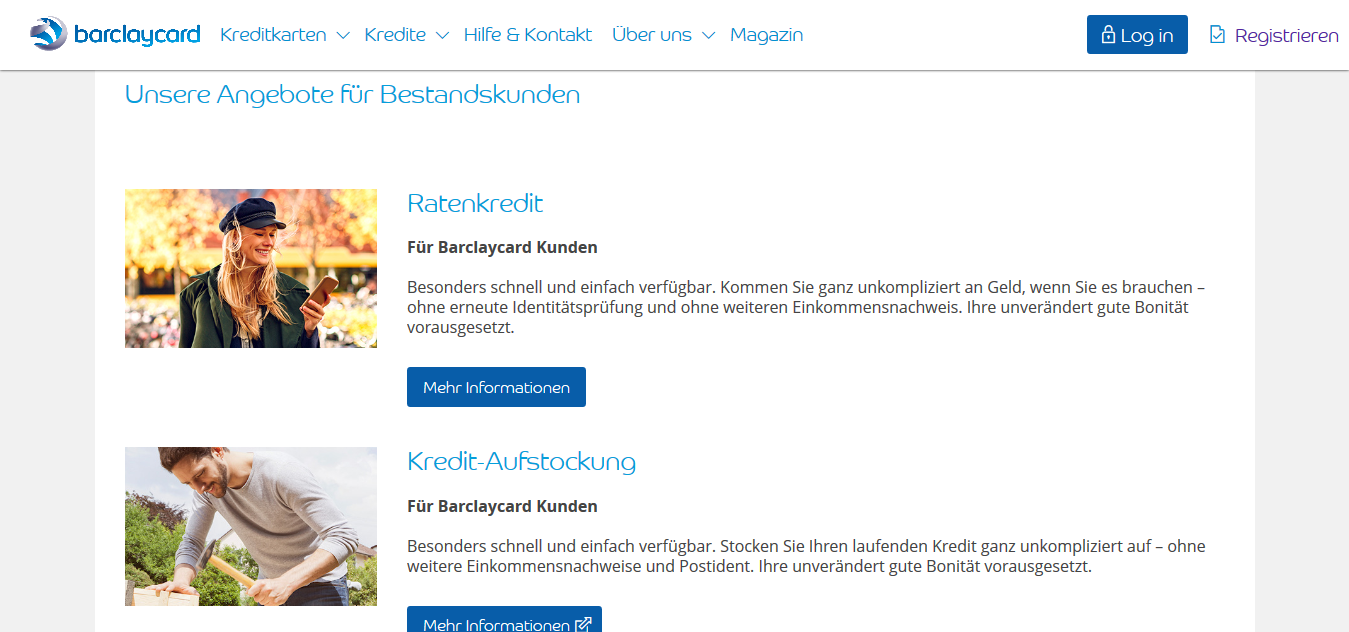 barclaycard Kreditkarten Kredite Hilfe & Kontakt Über uns Magazin Log in Registrieren
Unsere Angebote für Bestandskunden
Ratenkredit
Für Barclaycard Kunden
Besonders schnell und einfach verfügbar. Kommen Sie ganz unkompliziert an Geld, wenn Sie es brauchen –
ohne erneute Identitätsprüfung und ohne weiteren Einkommensnachweis. Ihre unverändert gute Bonität
vorausgesetzt.
Mehr Informationen
Kredit-Aufstockung
Für Barclaycard Kunden
Besonders schnell und einfach verfügbar. Stocken Sie Ihren laufenden Kredit ganz unkompliziert auf – ohne
weitere Einkommensnachweise und Postident. Ihre unverändert gute Bonität vorausgesetzt.
Mehr Informationen